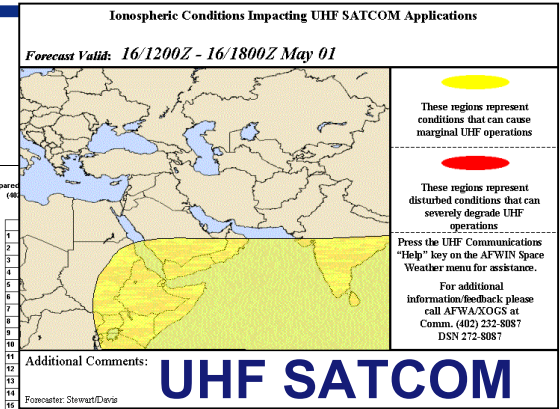 Ionospheric Conditions Impacting UHF SATCOM Applications
Forecast Valid: 16/1200Z - 16/1800Z May 01
These regions represent
conditions that can cause
marginal UHF operations
These regions represent
disturbed conditions that can
severely degrade UHF
operations
Press the UHF Communications
“Help” key on the AFWIN Space
Weather menu for assistance.
For additional
information/feedback please
call AFWA/XOGS at
Comm. (402) 232-8087
DSN 272-8087
(402
1
2
3
4
5
6
7
8
9
10
11
12
13
14
15
Additional Comments:
UHF SATCOM
Forecaster: Stewart/Davis